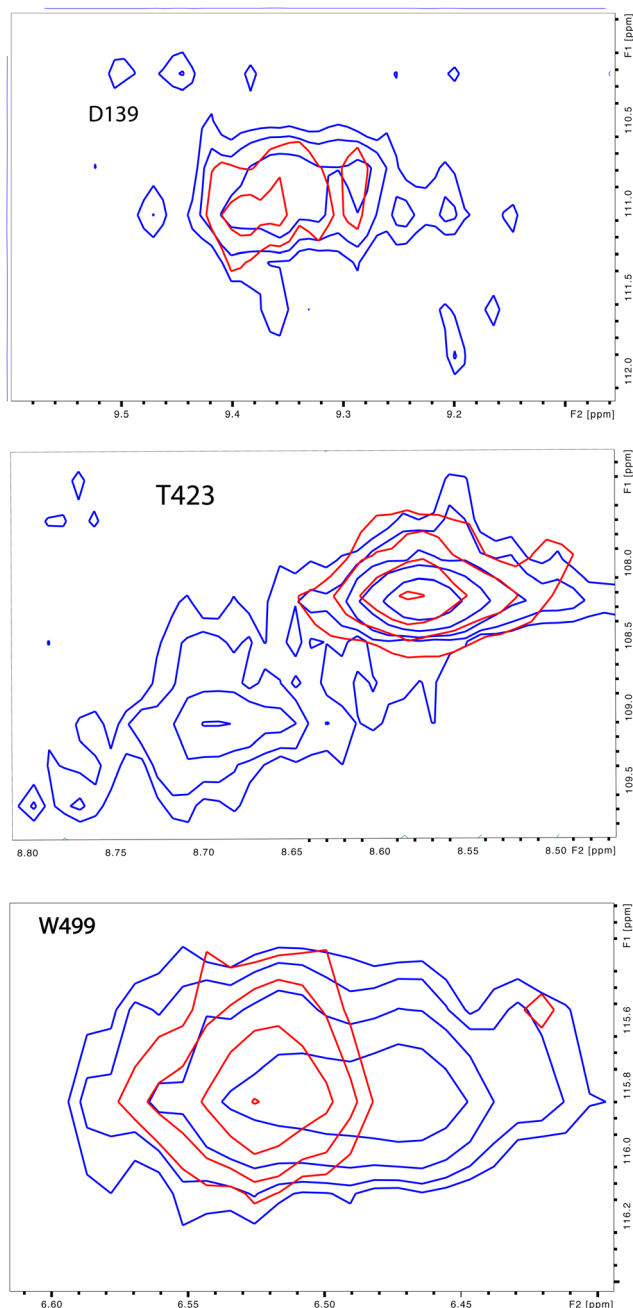 F1 [ppm]
D139
110.5
111.0
111.5
112.0
9.5 9.4 9.3 9.2 F2 [ppm]
F1 [ppm]
T423
108.0
108.5
109.0
109.5
8.80 8.75 8.70 8.65 8.60 8.55 8.50 F2 [ppm]
F1 [ppm]
W499
115.6
115.8
116.0
116.2
6.60 6.55 6.50 6.45 F2 [ppm]